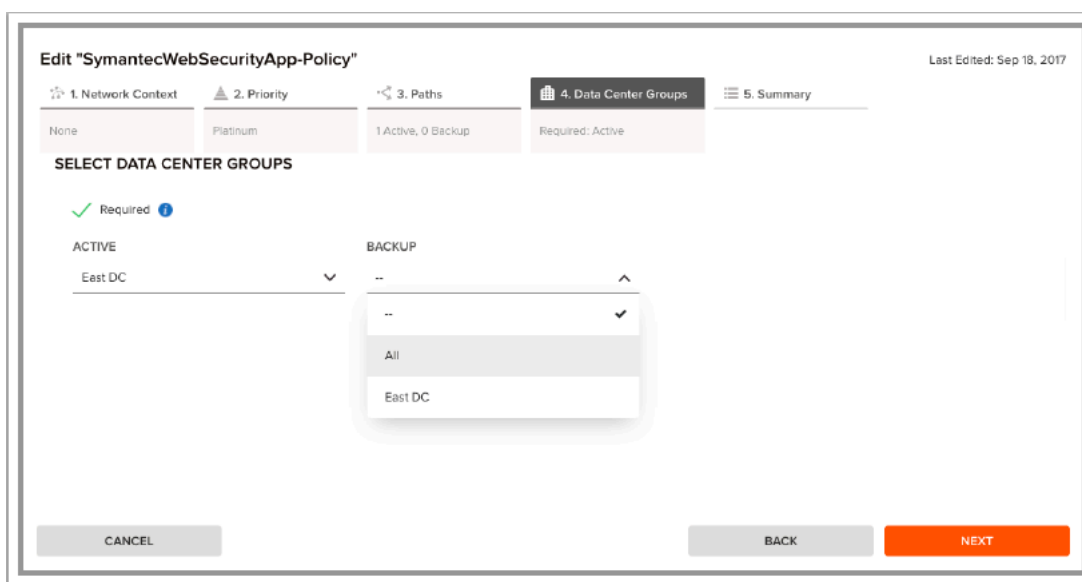 Edit "SymantecWebSecurityApp-Policy"
Last Edited: Sep 18, 2017
1. Network Context
2. Priority
3. Paths
4. Data Center Groups
5. Summary
None
Platinum
1 Active, 0 Backup
Required: Active
SELECT DATA CENTER GROUPS
Required
ACTIVE
BACKUP
East DC
--
--
All
East DC
CANCEL
BACK
NEXT